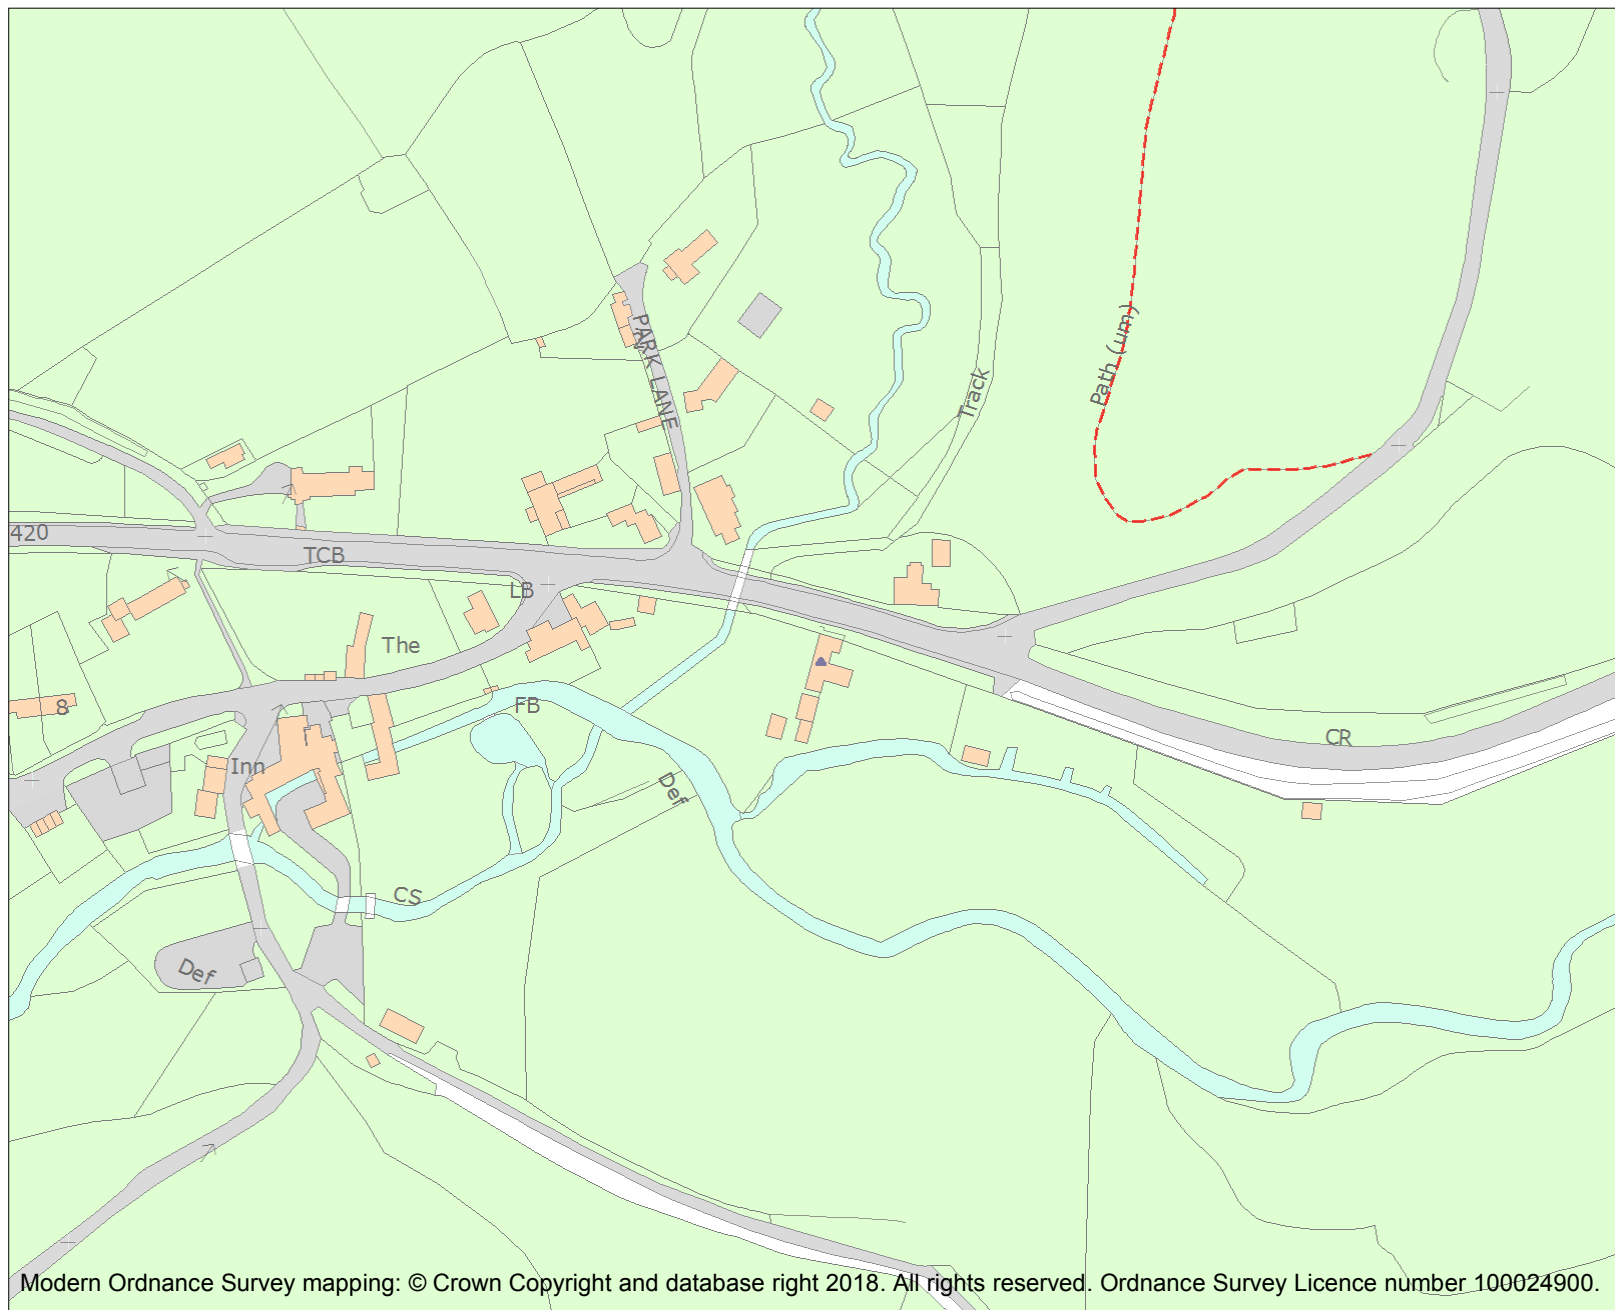 Path (um)
PARK LANE
Track
420
TCB
LB
The
8
FB
CR
Inn
Def
CS
Def
Modern Ordnance Survey mapping: © Crown Copyright and database right 2018. All rights reserved. Ordnance Survey Licence number 100024900.